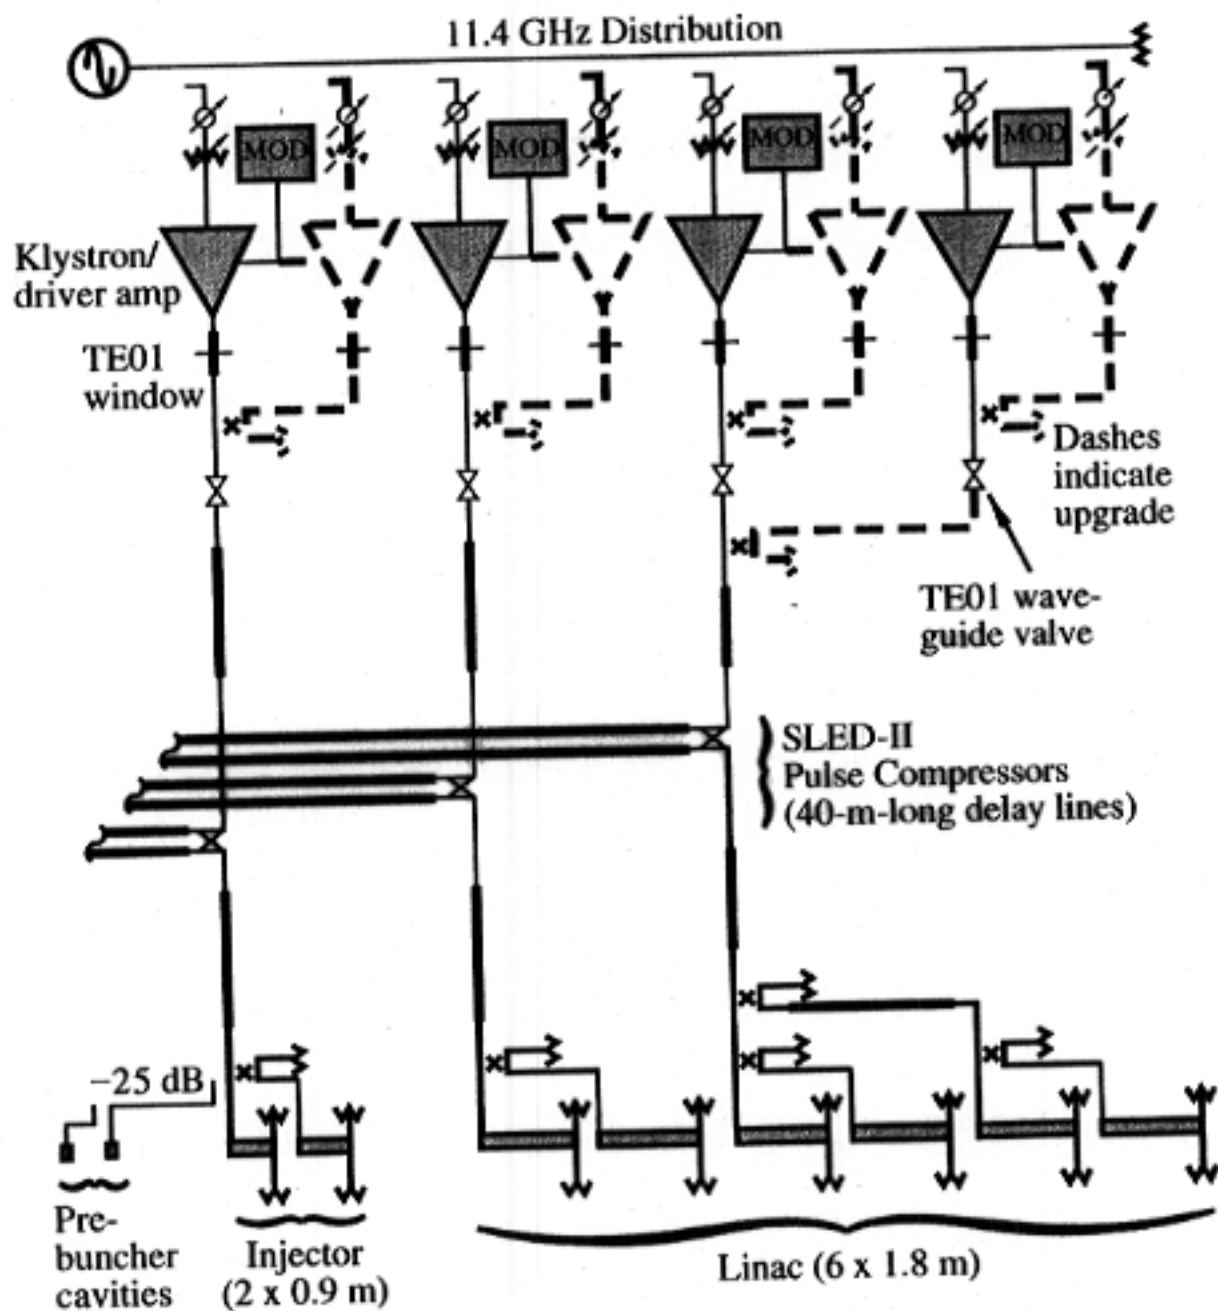 11.4 GHz Distribution
MOD
MOD
MOD
MOD
Klystron/
driver amp
TE01
window
Dashes
indicate
upgrade
TE01 wave-
guide valve
SLED-II
Pulse Compressors
(40-m-long delay lines)
−25 dB
Pre-
buncher
cavities
Injector
(2 x 0.9 m)
Linac (6 x 1.8 m)